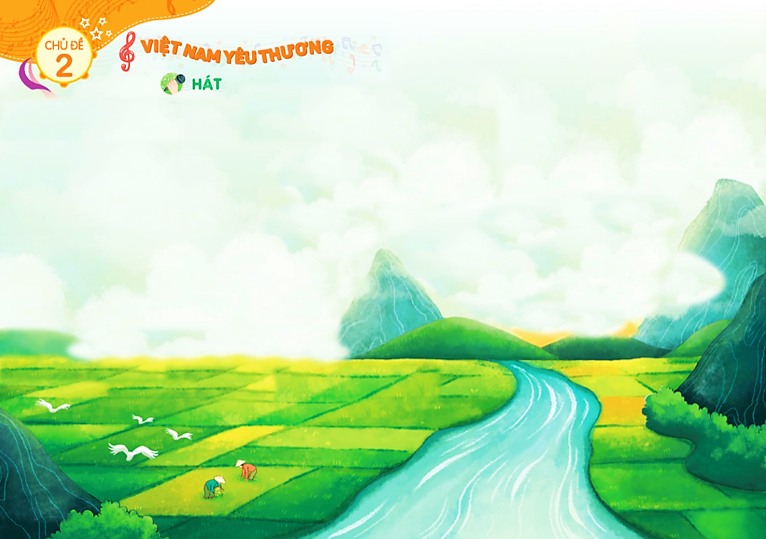 CHỦ ĐỀ
2
VIỆT NAM YÊU THƯƠNG
HÁT